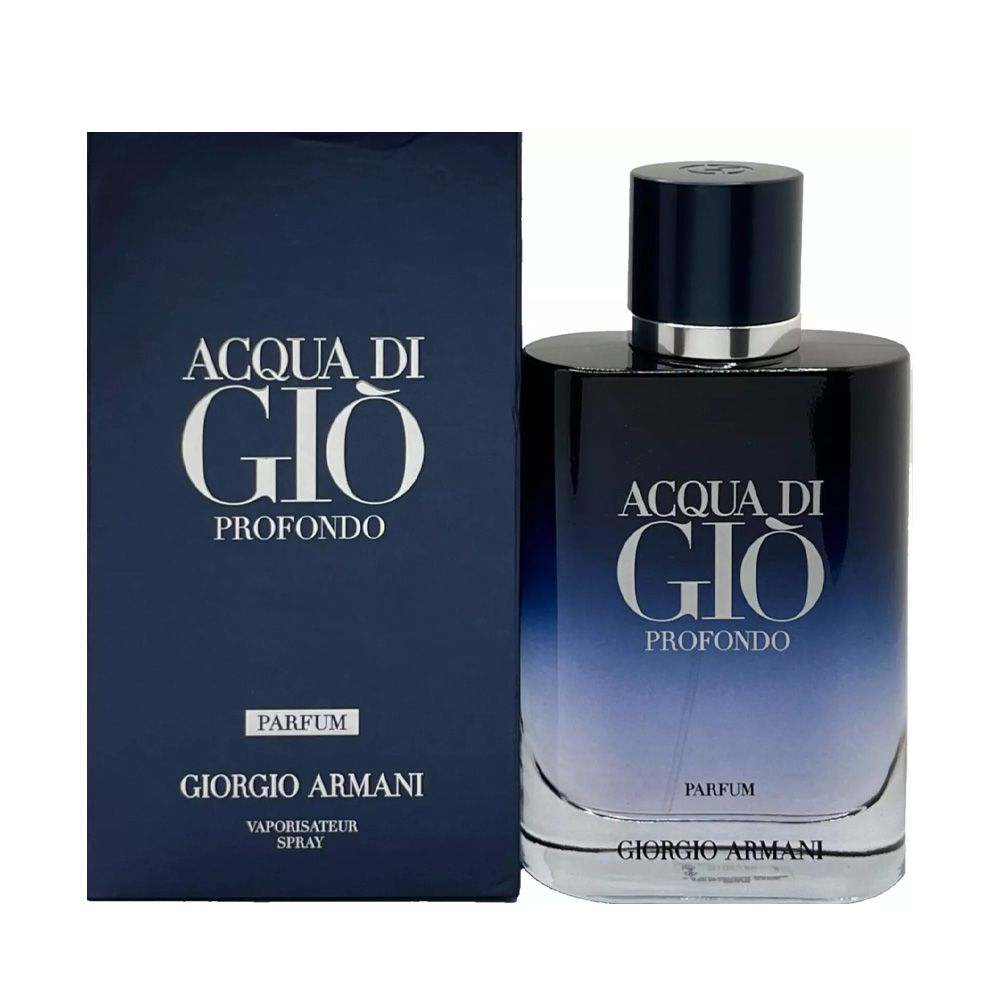 ACQUA DI
GIÒ
PROFONDO
PARFUM
GIORGIO ARMANI
VAPORISATEUR
SPRAY
ACQUA DI
GIÒ
PROFONDO
PARFUM
GIORGIO ARMANI